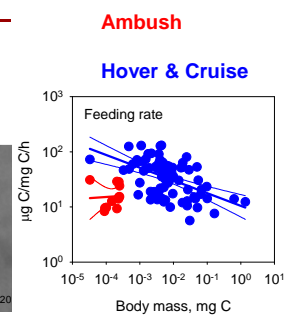 Ambush
Hover & Cruise
Feeding rate
µg C/mg C/h
10³
10²
10¹
10⁰
10⁻⁵ 10⁻⁴ 10⁻³ 10⁻² 10⁻¹ 10⁰ 10¹
Body mass, mg C
20